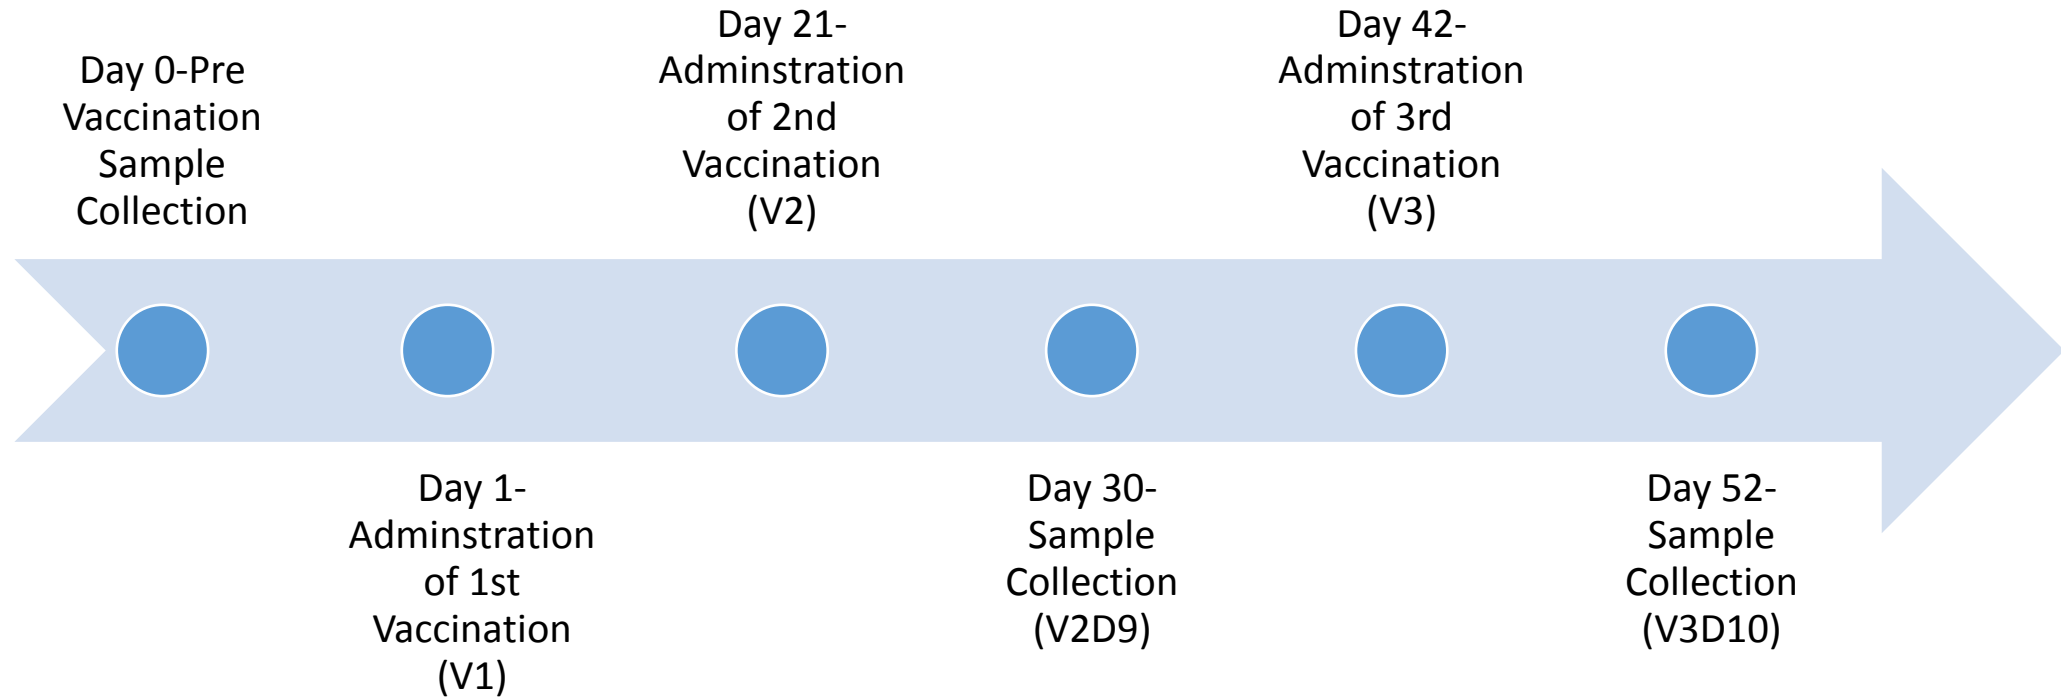 Day 0-Pre
Vaccination
Sample
Collection
Day 1-
Adminstration
of 1st
Vaccination
(V1)
Day 21-
Adminstration
of 2nd
Vaccination
(V2)
Day 30-
Sample
Collection
(V2D9)
Day 42-
Adminstration
of 3rd
Vaccination
(V3)
Day 52-
Sample
Collection
(V3D10)